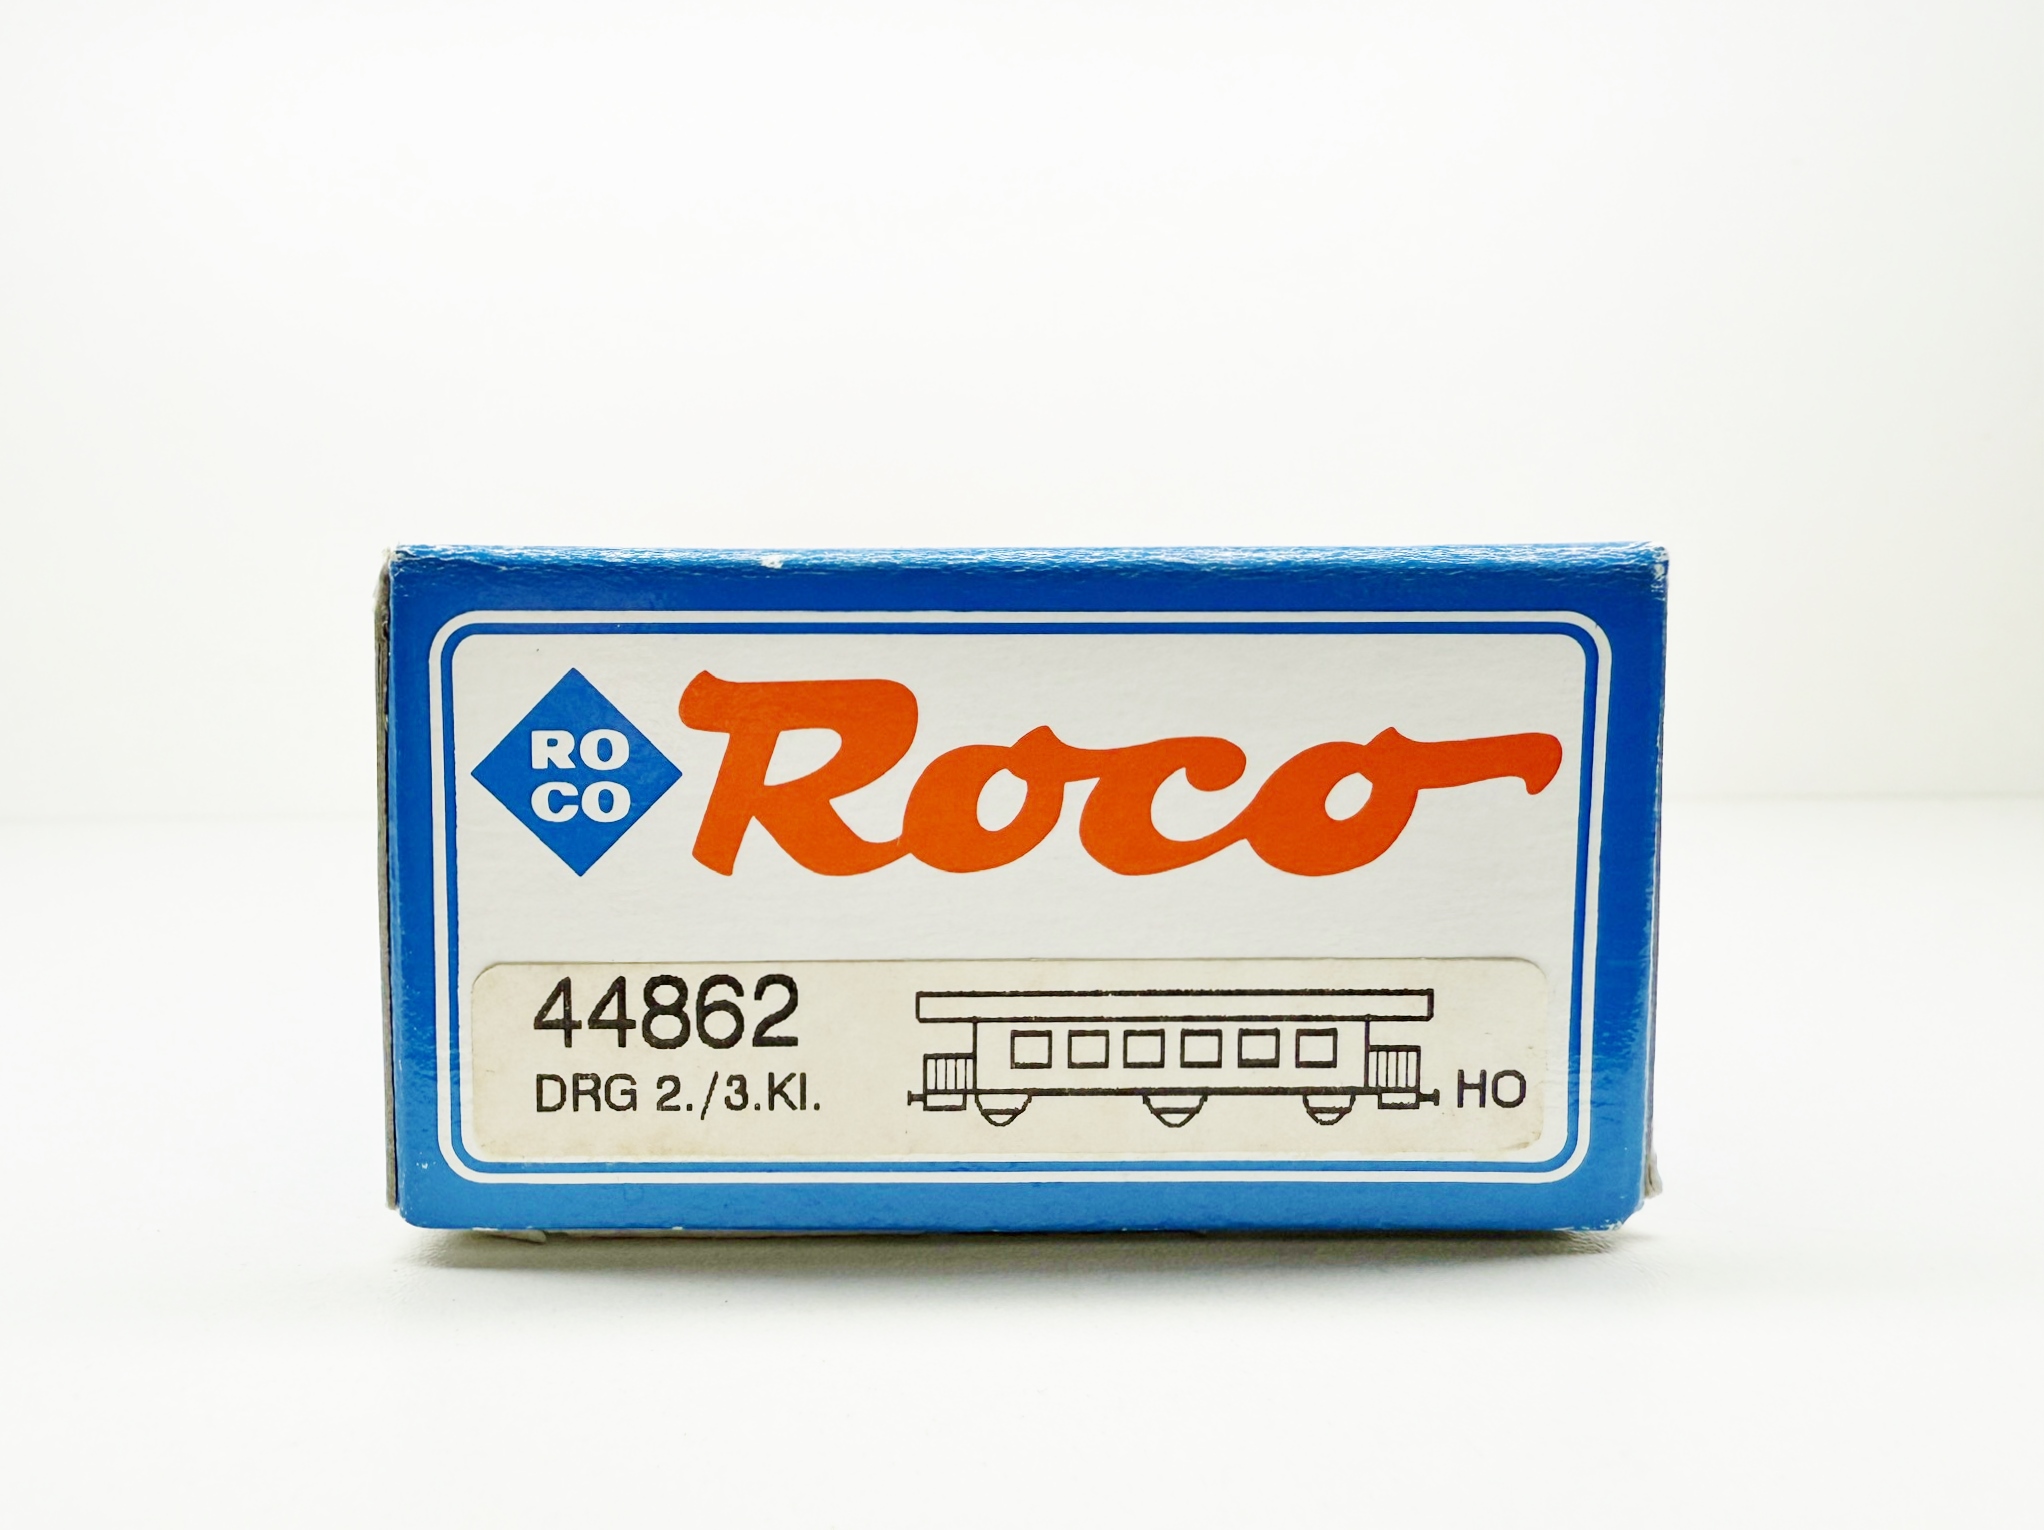 RO
CO
Roco
44862
DRG 2./3.Kl.
HO